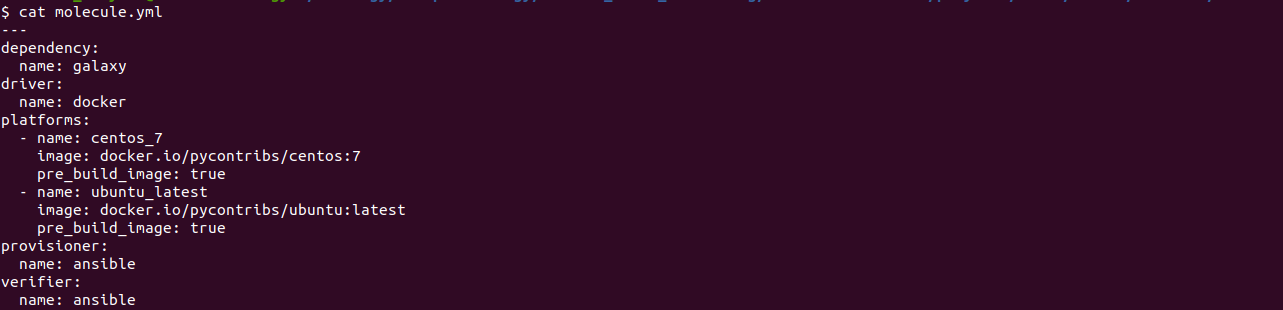 $ cat molecule.yml
---
dependency:
  name: galaxy
driver:
  name: docker
platforms:
  - name: centos_7
    image: docker.io/pycontribs/centos:7
    pre_build_image: true
  - name: ubuntu_latest
    image: docker.io/pycontribs/ubuntu:latest
    pre_build_image: true
provisioner:
  name: ansible
verifier:
  name: ansible